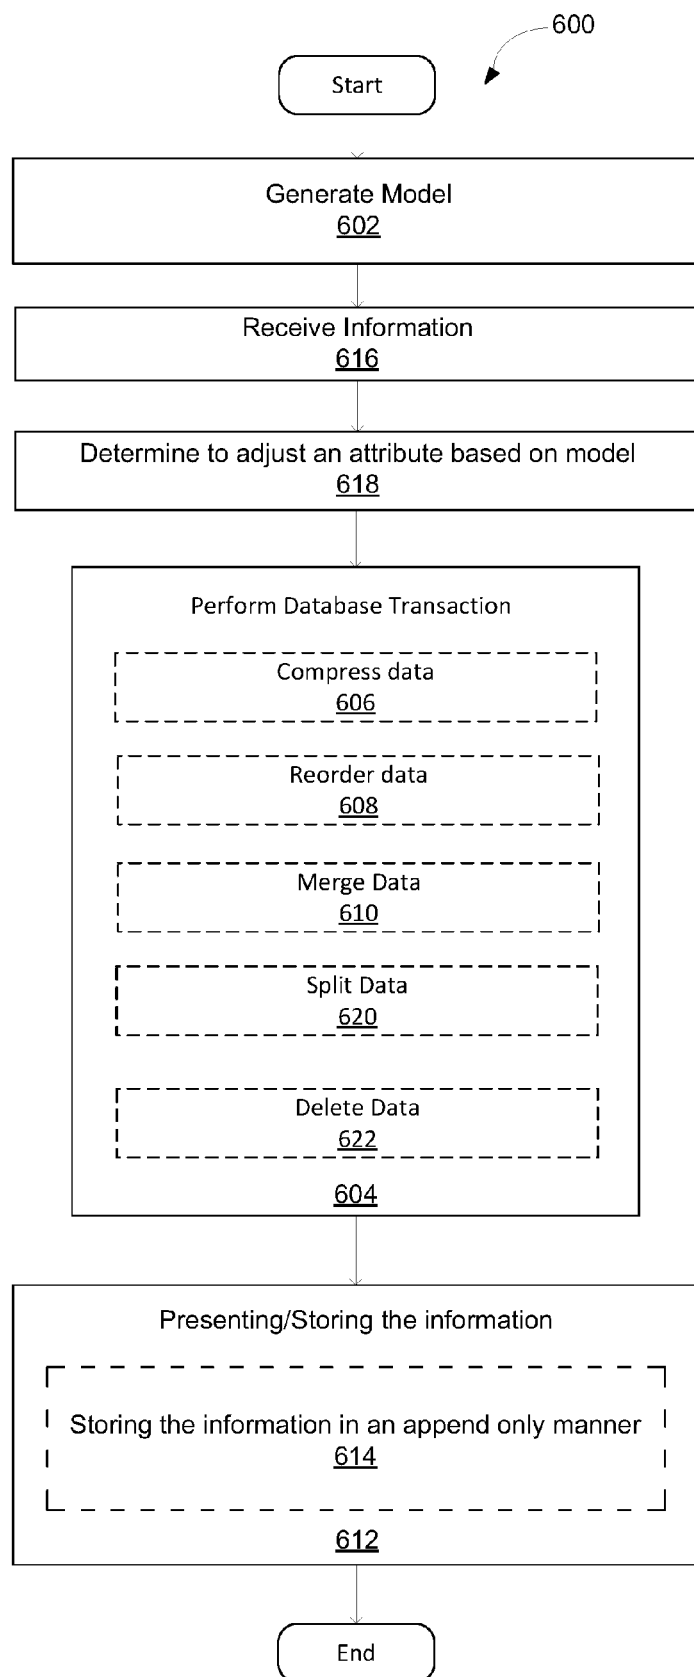 600
Start
Generate Model
602
Receive Information
616
Determine to adjust an attribute based on model
618
Perform Database Transaction
Compress data
606
Reorder data
608
Merge Data
610
Split Data
620
Delete Data
622
604
Presenting/Storing the information
Storing the information in an append only manner
614
612
End